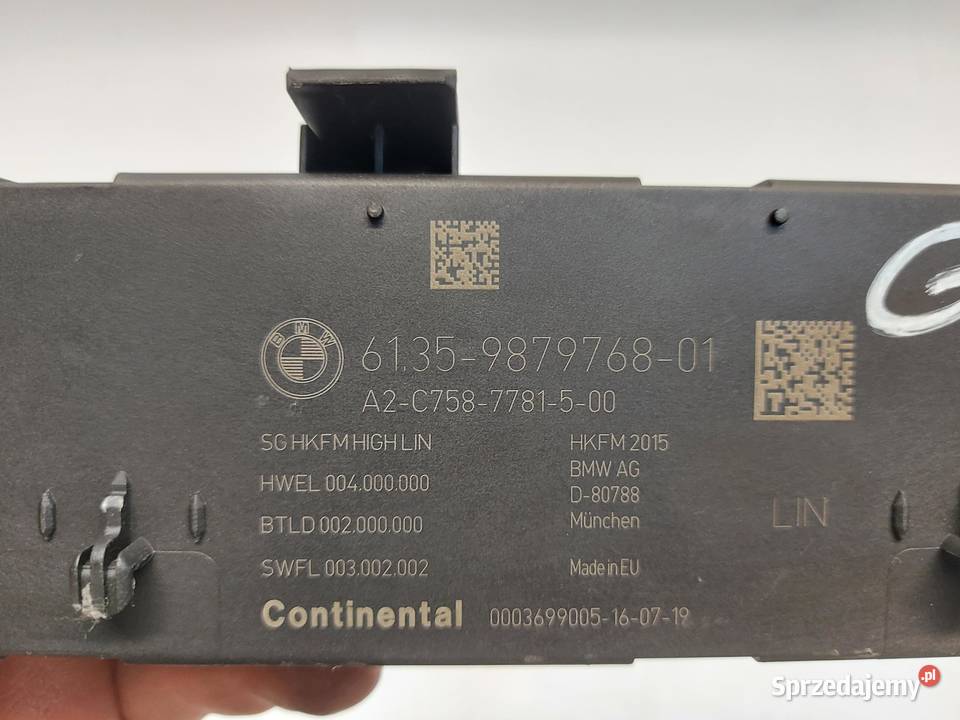 BMW
61.35-9879768-01
A2-C758-7781-5-00
SG HKFM HIGH LIN
HWEL 004.000.000
BTLD 002.000.000
SWFL 003.002.002
HKFM 2015
BMW AG
D-80788
München
Made in EU
LIN
Continental 0003699005-16-07-19
Sprzedajemy.pl